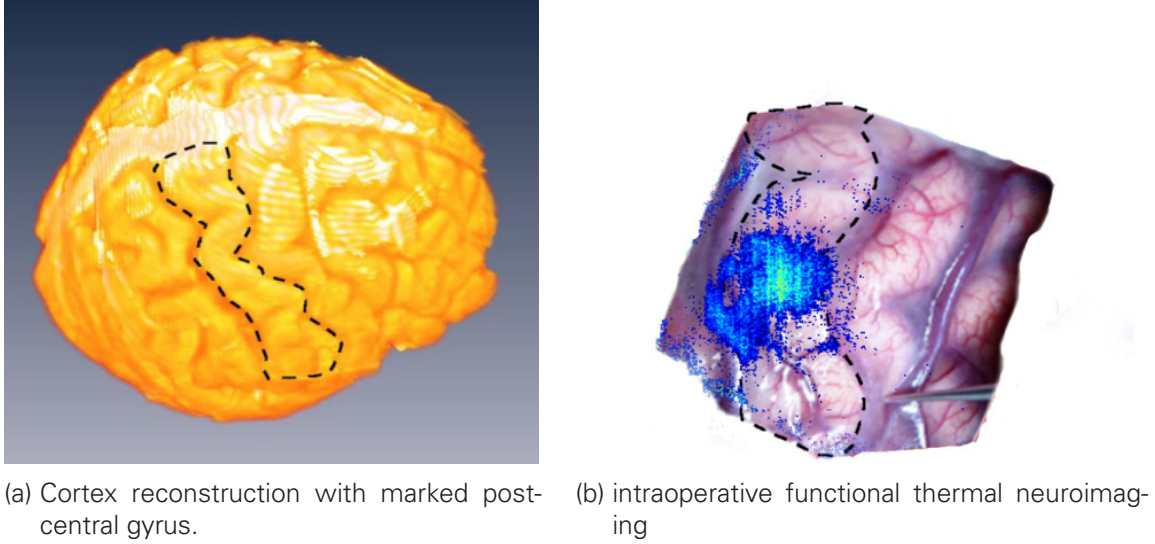 (a) Cortex reconstruction with marked post-
central gyrus.
(b) intraoperative functional thermal neuroimag-
ing